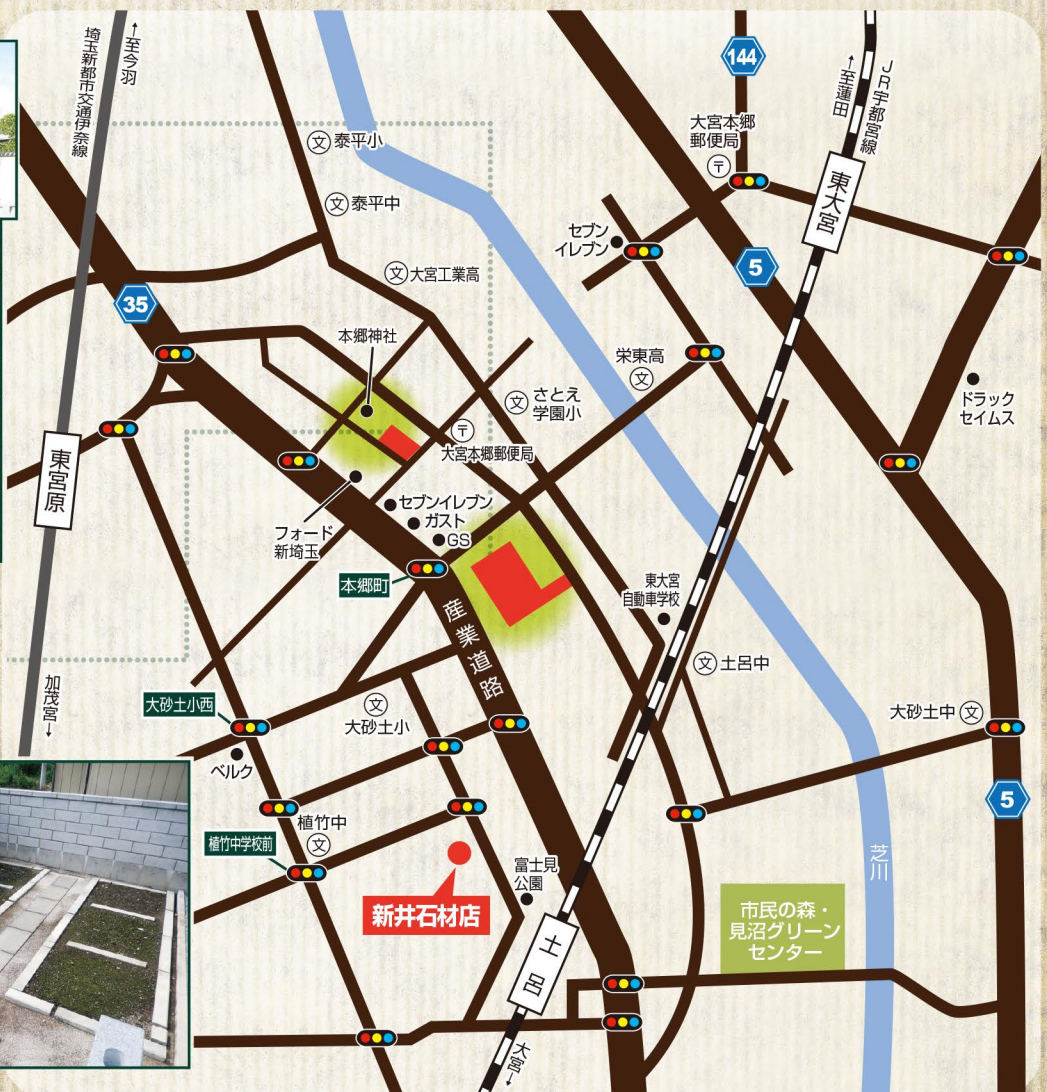 ↑至今羽
埼玉新都市交通伊奈線
144
↑至蓮田
JR宇都宮線
大宮本郷
郵便局
〒
文 泰平小
東大宮
文 泰平中
セブン
イレブン
5
文 大宮工業高
35
本郷神社
栄東高
文
文 さとえ
学園小
ドラック
セイムス
〒
大宮本郷郵便局
東宮原
セブンイレブン
ガスト
GS
フォード
新埼玉
本郷町
東大宮
自動車学校
産業道路
文 土呂中
加茂宮↓
大砂土小西
文
大砂土小
大砂土中 文
ベルク
5
植竹中
文
植竹中学校前
芝川
富士見
公園
新井石材店
市民の森・
見沼グリーン
センター
土呂
大宮↓